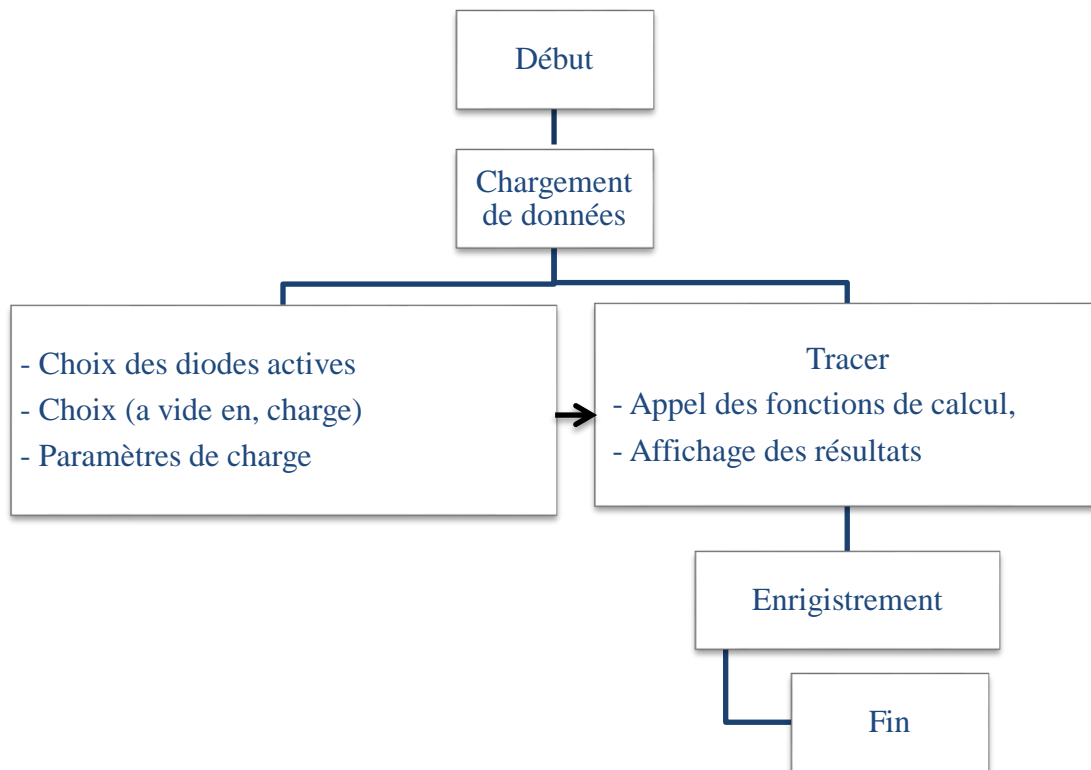 Début
Chargement
de données
- Choix des diodes actives
- Choix (a vide en, charge)
- Paramètres de charge
Tracer
- Appel des fonctions de calcul,
- Affichage des résultats
Enrigistrement
Fin